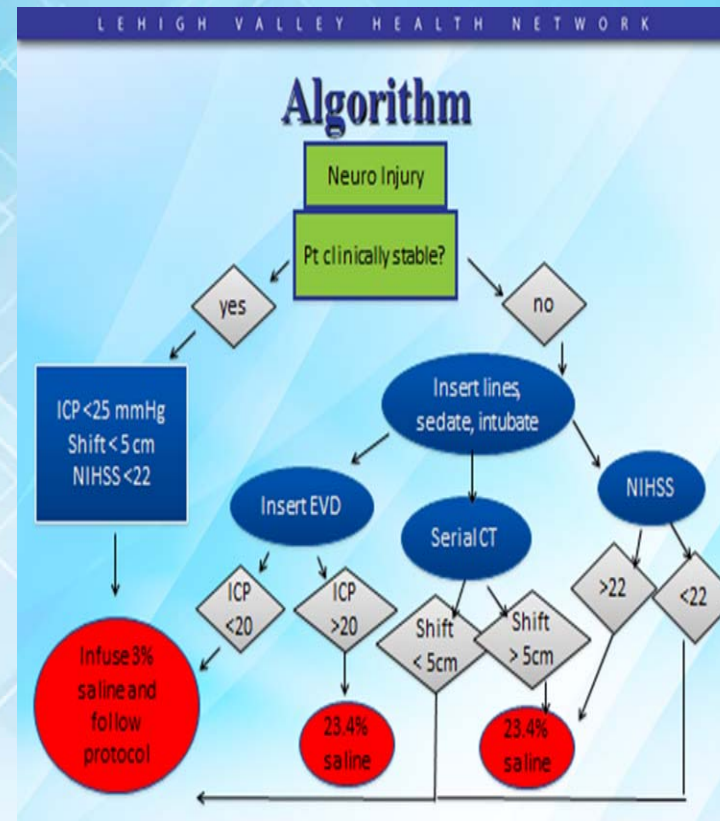 LEHIGH VALLEY HEALTH NETWORK
Algorithm
Neuro Injury
Pt clinically stable?
yes
no
ICP <25 mmHg
Shift < 5 cm
NIHSS <22
Insert lines,
sedate, intubate
Insert EVD
Serial CT
NIHSS
ICP
<20
ICP
>20
Shift
< 5cm
Shift
> 5cm
>22
<22
Infuse 3%
saline and
follow
protocol
23.4%
saline
23.4%
saline